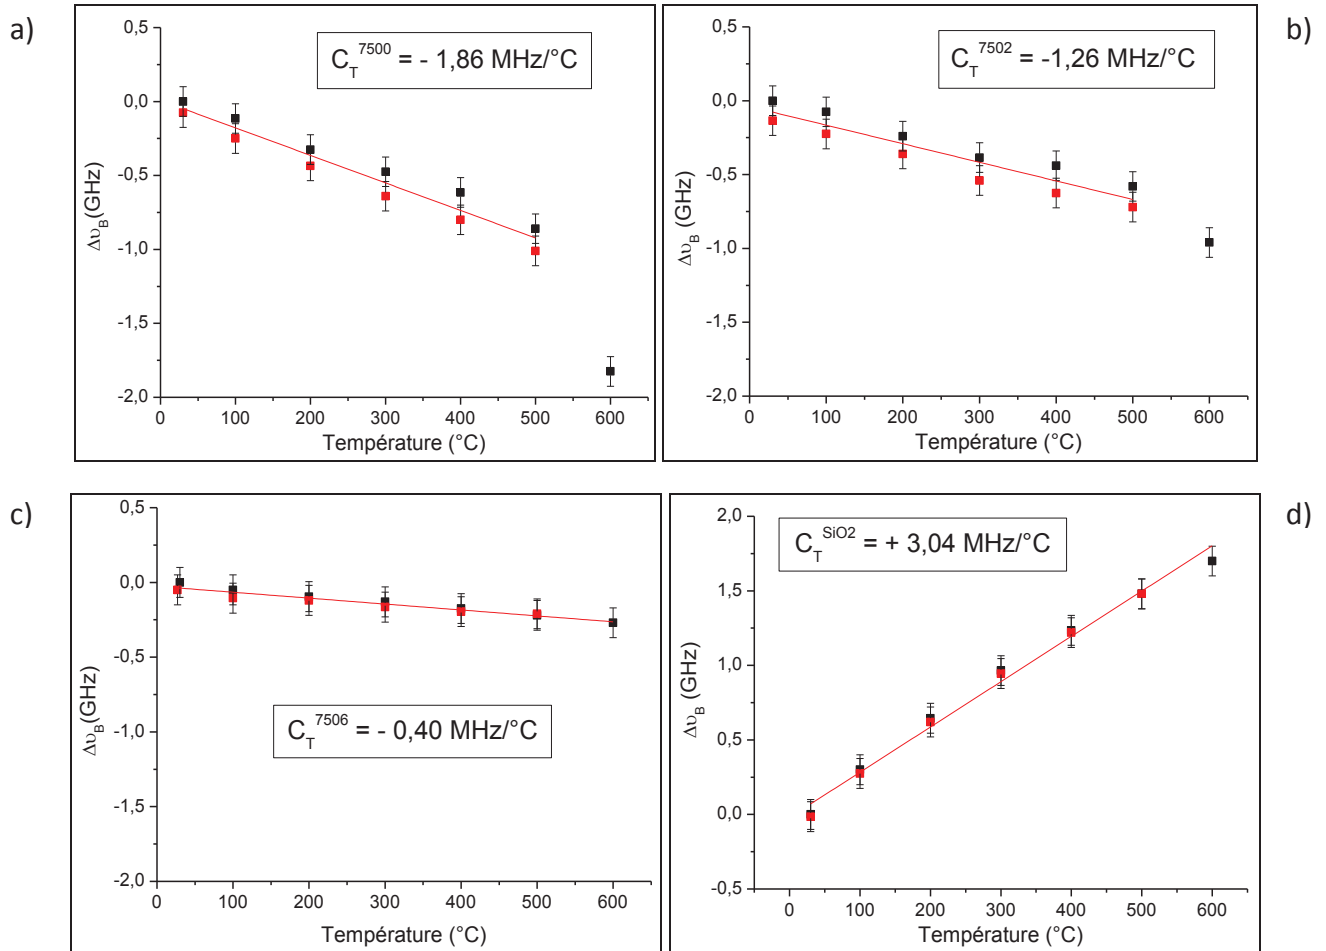 a)
C_T^7500 = - 1,86 MHz/°C
0,5
0,0
-0,5
-1,0
-1,5
-2,0
Δυ_B(GHz)
0 100 200 300 400 500 600
Température (°C)
b)
C_T^7502 = -1,26 MHz/°C
0,5
0,0
-0,5
-1,0
-1,5
-2,0
Δυ_B (GHz)
0 100 200 300 400 500 600
Température (°C)
c)
C_T^7506 = - 0,40 MHz/°C
0,5
0,0
-0,5
-1,0
-1,5
-2,0
Δυ_B(GHz)
0 100 200 300 400 500 600
Température (°C)
d)
C_T^SiO2 = + 3,04 MHz/°C
2,0
1,5
1,0
0,5
0,0
-0,5
Δυ_B (GHz)
0 100 200 300 400 500 600
Température (°C)